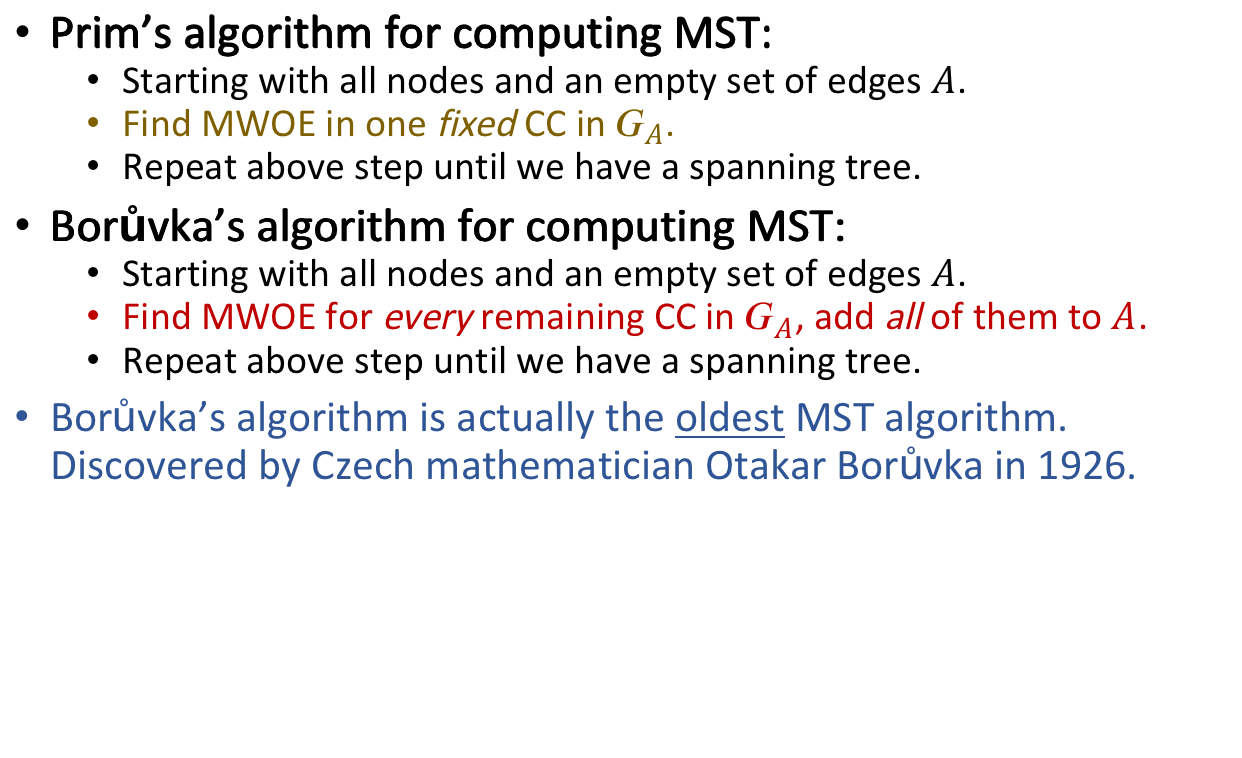 • Prim’s algorithm for computing MST:
• Starting with all nodes and an empty set of edges A.
• Find MWOE in one fixed CC in G_A.
• Repeat above step until we have a spanning tree.
• Borůvka’s algorithm for computing MST:
• Starting with all nodes and an empty set of edges A.
• Find MWOE for every remaining CC in G_A, add all of them to A.
• Repeat above step until we have a spanning tree.
• Borůvka’s algorithm is actually the oldest MST algorithm.
Discovered by Czech mathematician Otakar Borůvka in 1926.